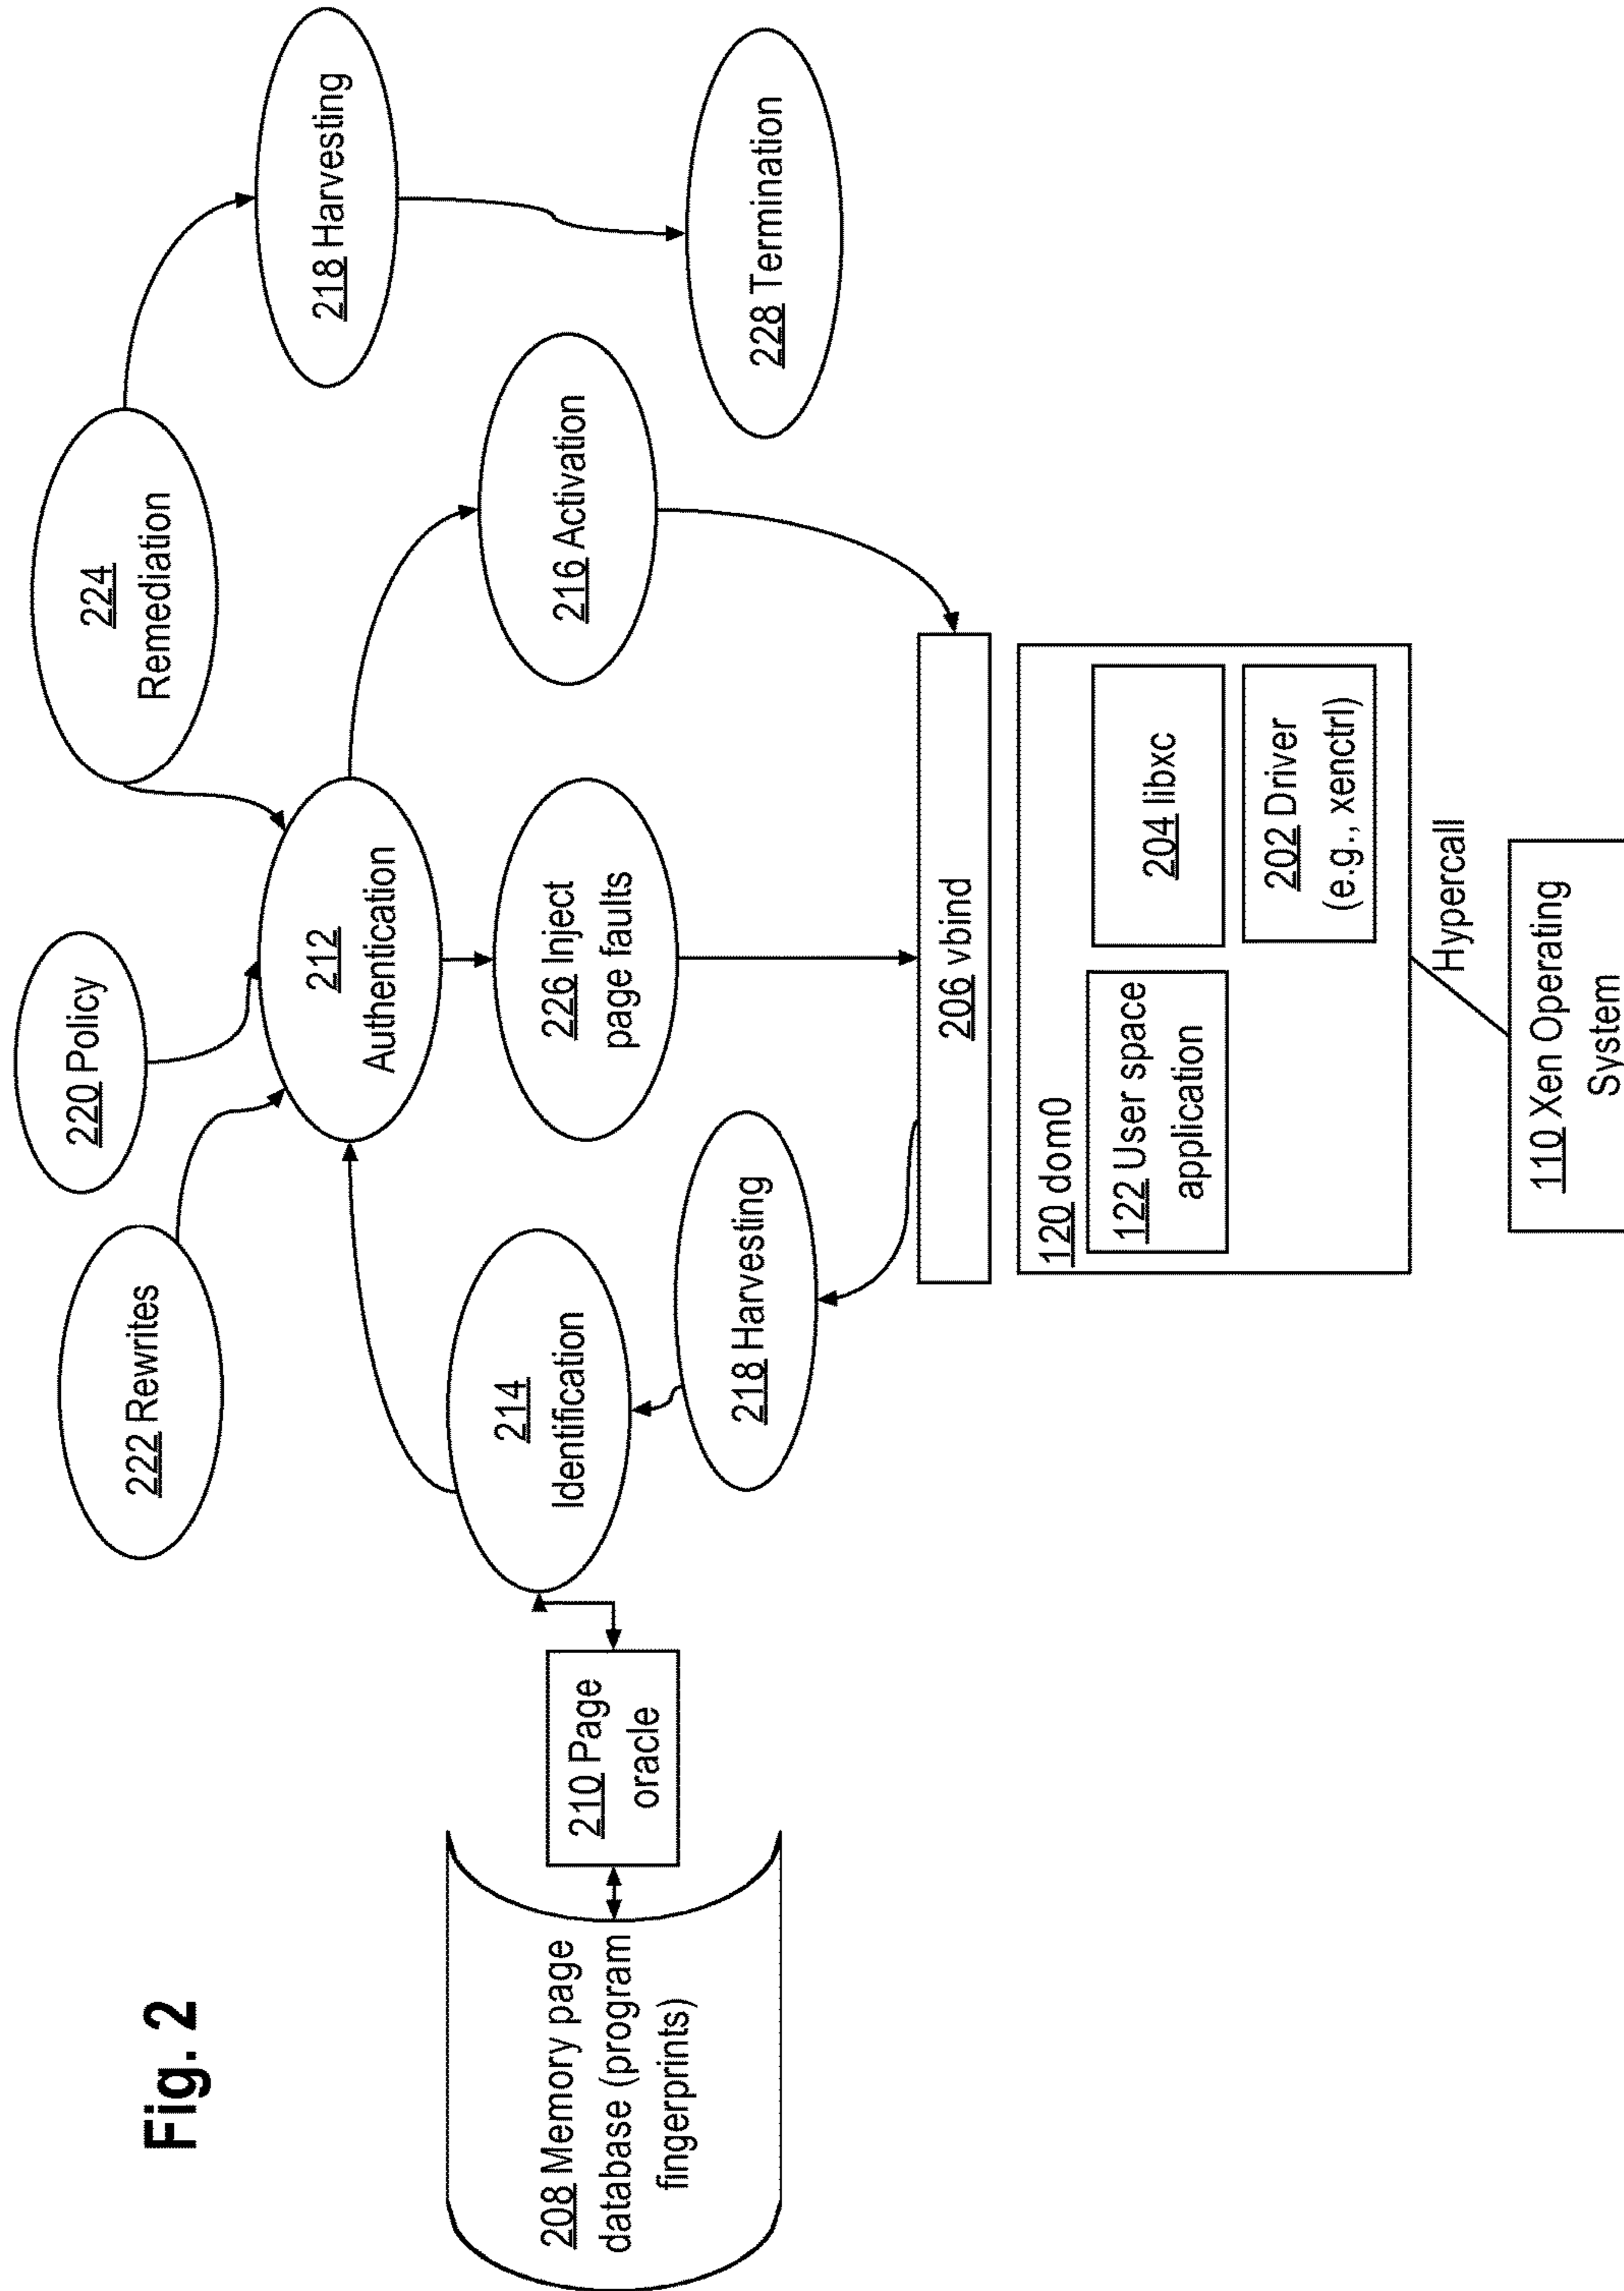 Fig. 2
222 Rewrites
220 Policy
224
Remediation
218 Harvesting
212
Authentication
214
Identification
226 Inject
page faults
216 Activation
228 Termination
208 Memory page
database (program
fingerprints)
210 Page
oracle
218 Harvesting
206 vbind
120 dom0
122 User space
application
204 libxc
202 Driver
(e.g., xenctrl)
Hypercall
110 Xen Operating
System